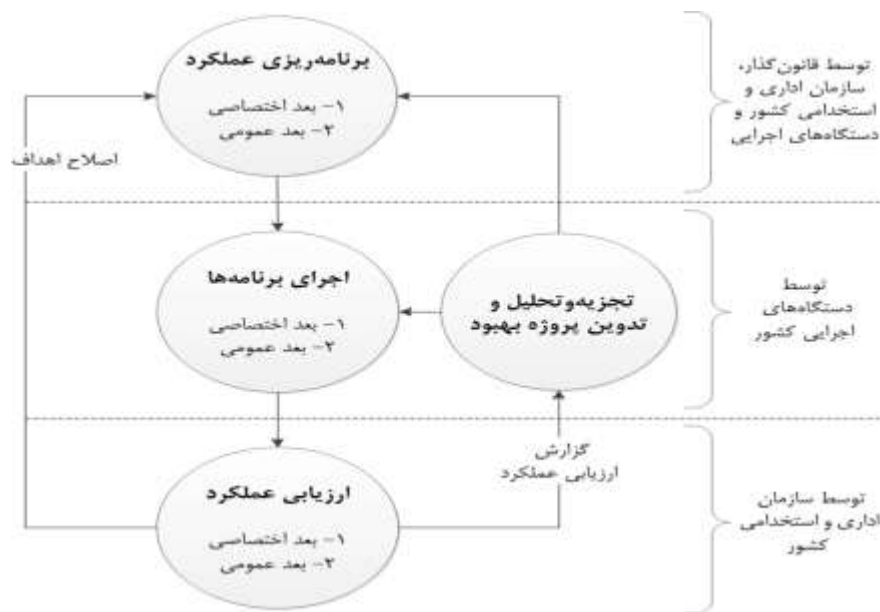 برنامه‌ریزی عملکرد
۱- بعد اختصاصی
۲- بعد عمومی
توسط قانون‌گذار،
سازمان اداری و
استخدامی کشور و
دستگاه‌های اجرایی
اصلاح اهداف
اجرای برنامه‌ها
۱- بعد اختصاصی
۲- بعد عمومی
تجزیه‌وتحلیل و
تدوین پروژه بهبود
توسط
دستگاه‌های
اجرایی کشور
گزارش
ارزیابی عملکرد
ارزیابی عملکرد
۱- بعد اختصاصی
۲- بعد عمومی
توسط سازمان
اداری و استخدامی
کشور